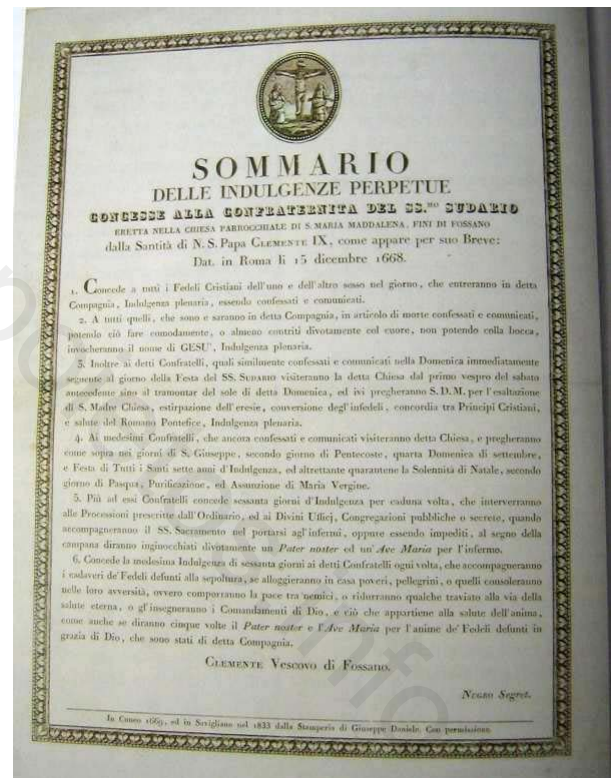 SOMMARIO
DELLE INDULGENZE PERPETUE
CONCESSE ALLA CONFRATERNITA DEL SS.MO SUDARIO
ERETTA NELLA CHIESA PARROCCHIALE DI S. MARIA MADDALENA, FINI DI FOSSANO
dalla Santità di N. S. Papa CLEMENTE IX, come appare per suo Breve:
Dat. in Roma li 15 dicembre 1668.
1. Concede a tutti i Fedeli Cristiani dell'uno e dell'altro sesso nel giorno, che entreranno in detta
Compagnia, Indulgenza plenaria, essendo confessati e comunicati.
2. A tutti quelli, che sono e saranno in detta Compagnia, in articolo di morte confessati e comunicati,
potendo ciò fare comodamente, o almeno contriti divotamente col cuore, non potendo colla bocca,
invocheranno il nome di GESU', Indulgenza plenaria.
3. Inoltre ai detti Confratelli, quali similmente confessati e comunicati nella Domenica immediatamente
seguente al giorno della Festa del SS. SUDARIO visiteranno la detta Chiesa dal primo vespro del sabato
antecedente sino al tramontar del sole di detta Domenica, ed ivi pregheranno S. D. M. per l'esaltazione
di S. Madre Chiesa, estirpazione dell'eresie, conversione degl'infedeli, concordia tra Principi Cristiani,
e salute del Romano Pontefice, Indulgenza plenaria.
4. Ai medesimi Confratelli, che ancora confessati e comunicati visiteranno detta Chiesa, e pregheranno
come sopra nei giorni di S. Giuseppe, secondo giorno di Pentecoste, quarta Domenica di settembre,
e Festa di Tutti i Santi sette anni d'Indulgenza, ed altrettante quarantene la Solennità di Natale, secondo
giorno di Pasqua, Purificazione, ed Assunzione di Maria Vergine.
5. Più ad essi Confratelli concede sessanta giorni d'Indulgenza per caduna volta, che interverranno
alle Processioni prescritte dall'Ordinario, ed ai Divini Ufficj, Congregazioni pubbliche o secrete, quando
accompagneranno il SS. Sacramento nel portarsi agl'infermi, oppure essendo impediti, al segno della
campana diranno inginocchiati divotamente un Pater noster ed un'Ave Maria per l'infermo.
6. Concede la medesima Indulgenza di sessanta giorni ai detti Confratelli ogni volta, che accompagneranno
i cadaveri de' Fedeli defunti alla sepoltura, se alloggieranno in casa poveri, pellegrini, o quelli consoleranno
nelle loro avversità, ovvero comporranno la pace tra' nemici, o ridurranno qualche traviato alla via della
salute eterna, o gl'insegneranno i Comandamenti di Dio, e ciò che appartiene alla salute dell'anima,
come anche se diranno cinque volte il Pater noster e l'Ave Maria per l'anime de' Fedeli defunti in
grazia di Dio, che sono stati di detta Compagnia.
CLEMENTE Vescovo di Fossano.
NEGRO Segret.
In Cuneo 1669, ed in Savigliano nel 1833 dalla Stamperia di Giuseppe Daniele. Con permissione.